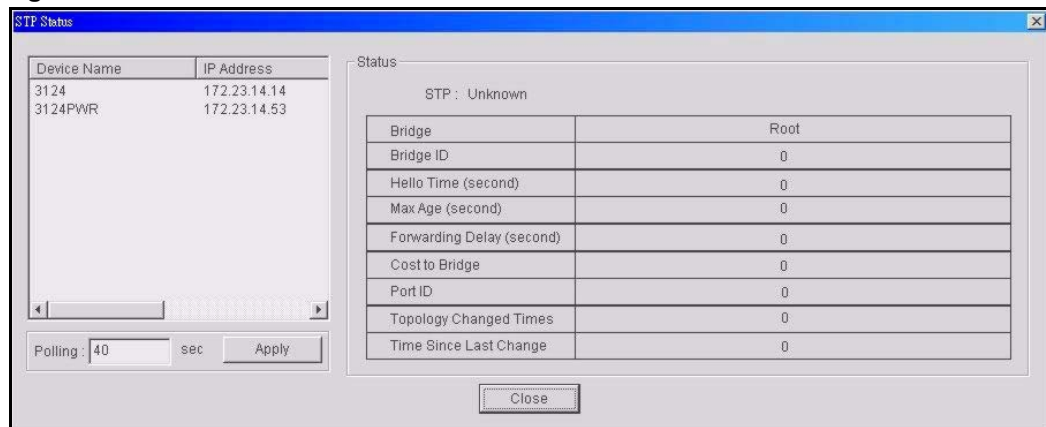 STP Status
Device Name IP Address
3124 172.23.14.14
3124PWR 172.23.14.53
Polling : 40 sec Apply
Status
STP : Unknown
Bridge Root
Bridge ID 0
Hello Time (second) 0
Max Age (second) 0
Forwarding Delay (second) 0
Cost to Bridge 0
Port ID 0
Topology Changed Times 0
Time Since Last Change 0
Close